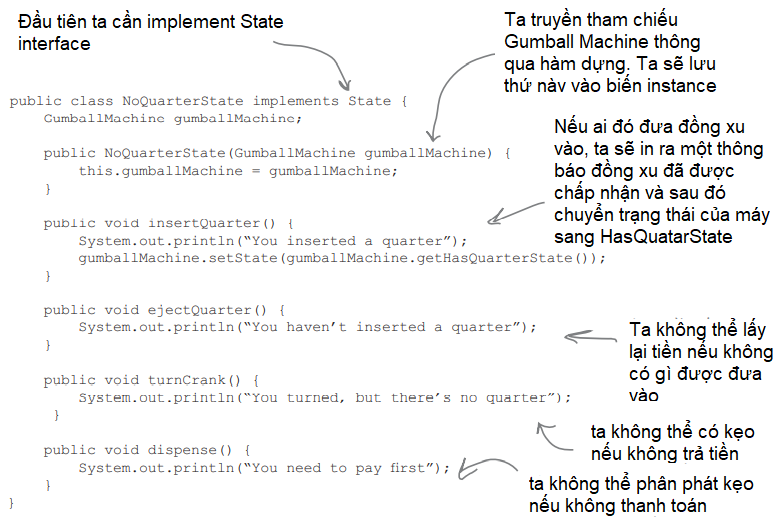 Đầu tiên ta cần implement State
interface
Ta truyền tham chiếu
Gumball Machine thông
qua hàm dựng. Ta sẽ lưu
thứ này vào biến instance
public class NoQuarterState implements State {
GumballMachine gumballMachine;
public NoQuarterState(GumballMachine gumballMachine) {
this.gumballMachine = gumballMachine;
}
Nếu ai đó đưa đồng xu
vào, ta sẽ in ra một thông
báo đồng xu đã được
chấp nhận và sau đó
chuyển trạng thái của máy
sang HasQuatarState
public void insertQuarter() {
System.out.println(“You inserted a quarter”);
gumballMachine.setState(gumballMachine.getHasQuarterState());
}
public void ejectQuarter() {
System.out.println(“You haven’t inserted a quarter”);
}
Ta không thể lấy
lại tiền nếu không
có gì được đưa
vào
public void turnCrank() {
System.out.println(“You turned, but there’s no quarter”);
}
ta không thể có kẹo
nếu không trả tiền
public void dispense() {
System.out.println(“You need to pay first”);
}
}
ta không thể phân phát kẹo
nếu không thanh toán